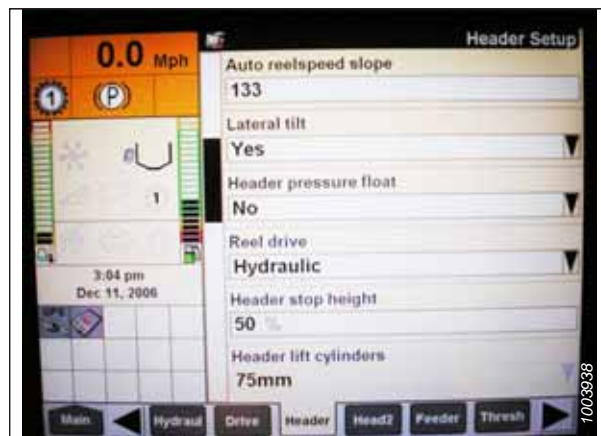 0.0 Mph
Header Setup
1
(P)
Auto reelspeed slope
133
Lateral tilt
Yes
1
Header pressure float
No
Reel drive
Hydraulic
3:04 pm
Dec 11, 2006
Header stop height
50 %
Header lift cylinders
75mm
Main
Hydraul
Drive
Header
Head2
Feeder
Thresh
1003938